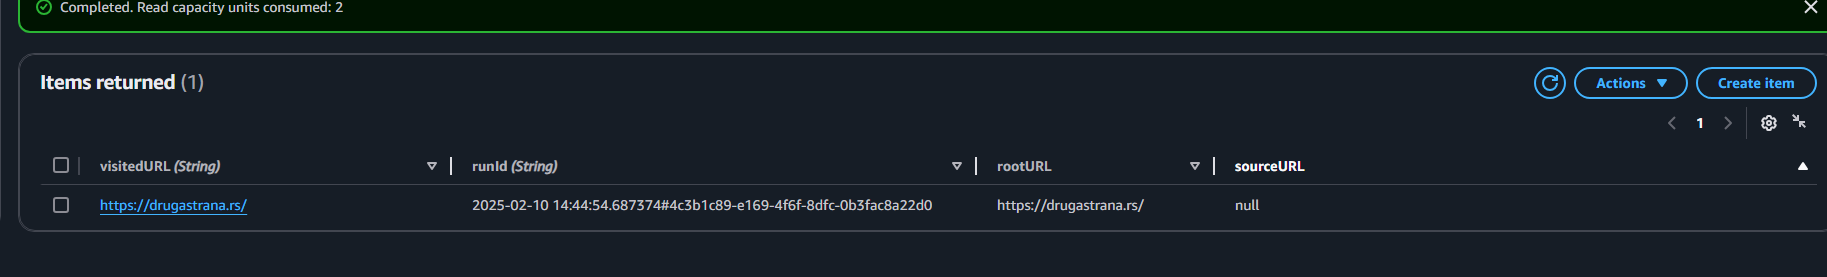 Completed. Read capacity units consumed: 2
Items returned (1)
Actions
Create item
1
visitedURL (String) runId (String) rootURL sourceURL
https://drugastrana.rs/ 2025-02-10 14:44:54.687374#4c3b1c89-e169-4f6f-8dfc-0b3fac8a22d0 https://drugastrana.rs/ null